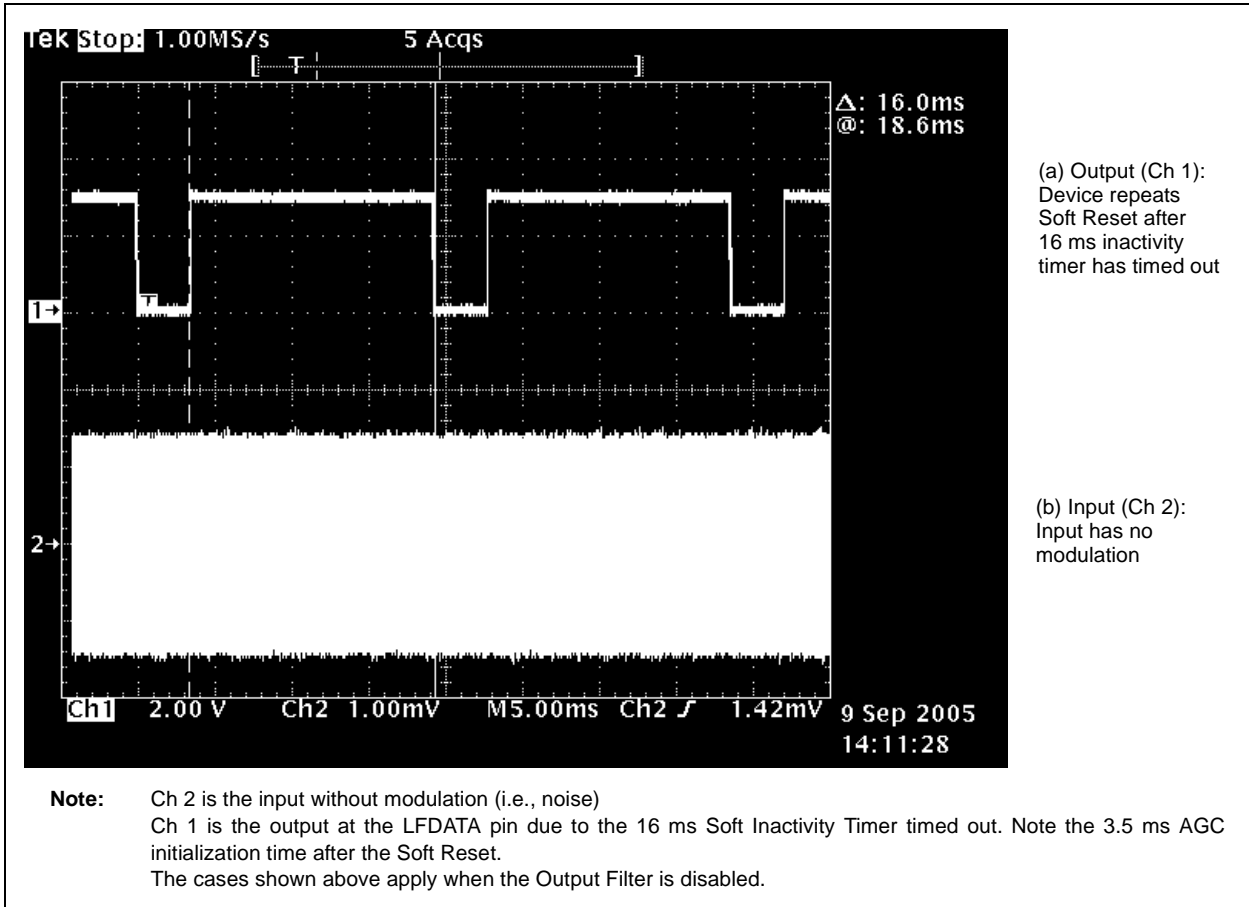 Tek Stop: 1.00MS/s 5 Acqs
[ T ]
Δ: 16.0ms
@: 18.6ms
(a) Output (Ch 1):
Device repeats
Soft Reset after
16 ms inactivity
timer has timed out
T
1→
(b) Input (Ch 2):
Input has no
modulation
2→
Ch1 2.00 V Ch2 1.00mV M5.00ms Ch2 ƒ 1.42mV
9 Sep 2005
14:11:28
Note: Ch 2 is the input without modulation (i.e., noise)
Ch 1 is the output at the LFDATA pin due to the 16 ms Soft Inactivity Timer timed out. Note the 3.5 ms AGC
initialization time after the Soft Reset.
The cases shown above apply when the Output Filter is disabled.